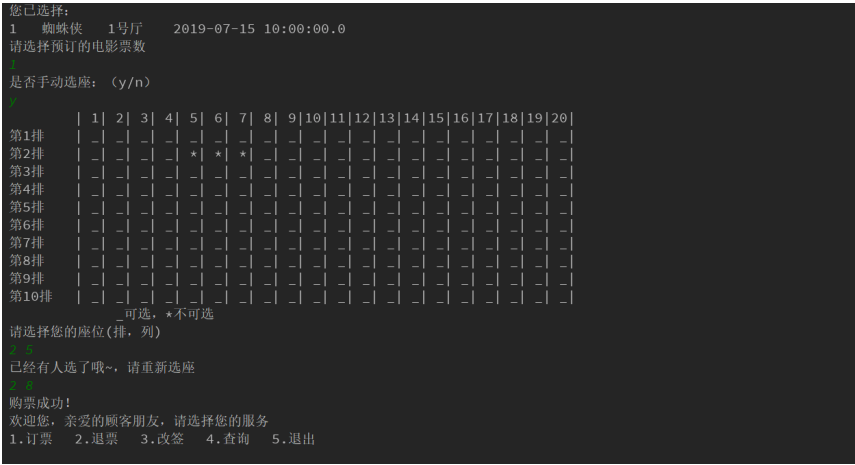 您已选择:
1 蜘蛛侠 1号厅 2019-07-15 10:00:00.0
请选择预订的电影票数
1
是否手动选座: (y/n)
y
| 1| 2| 3| 4| 5| 6| 7| 8| 9|10|11|12|13|14|15|16|17|18|19|20|
第1排 | _| _| _| _| _| _| _| _| _| _| _| _| _| _| _| _| _| _| _| _|
第2排 | _| _| _| _| *| *| *| _| _| _| _| _| _| _| _| _| _| _| _| _|
第3排 | _| _| _| _| _| _| _| _| _| _| _| _| _| _| _| _| _| _| _| _|
第4排 | _| _| _| _| _| _| _| _| _| _| _| _| _| _| _| _| _| _| _| _|
第5排 | _| _| _| _| _| _| _| _| _| _| _| _| _| _| _| _| _| _| _| _|
第6排 | _| _| _| _| _| _| _| _| _| _| _| _| _| _| _| _| _| _| _| _|
第7排 | _| _| _| _| _| _| _| _| _| _| _| _| _| _| _| _| _| _| _| _|
第8排 | _| _| _| _| _| _| _| _| _| _| _| _| _| _| _| _| _| _| _| _|
第9排 | _| _| _| _| _| _| _| _| _| _| _| _| _| _| _| _| _| _| _| _|
第10排 | _| _| _| _| _| _| _| _| _| _| _| _| _| _| _| _| _| _| _| _|
_可选，*不可选
请选择您的座位(排，列)
2 5
已经有人选了哦~，请重新选座
2 8
购票成功!
欢迎您，亲爱的顾客朋友，请选择您的服务
1.订票 2.退票 3.改签 4.查询 5.退出